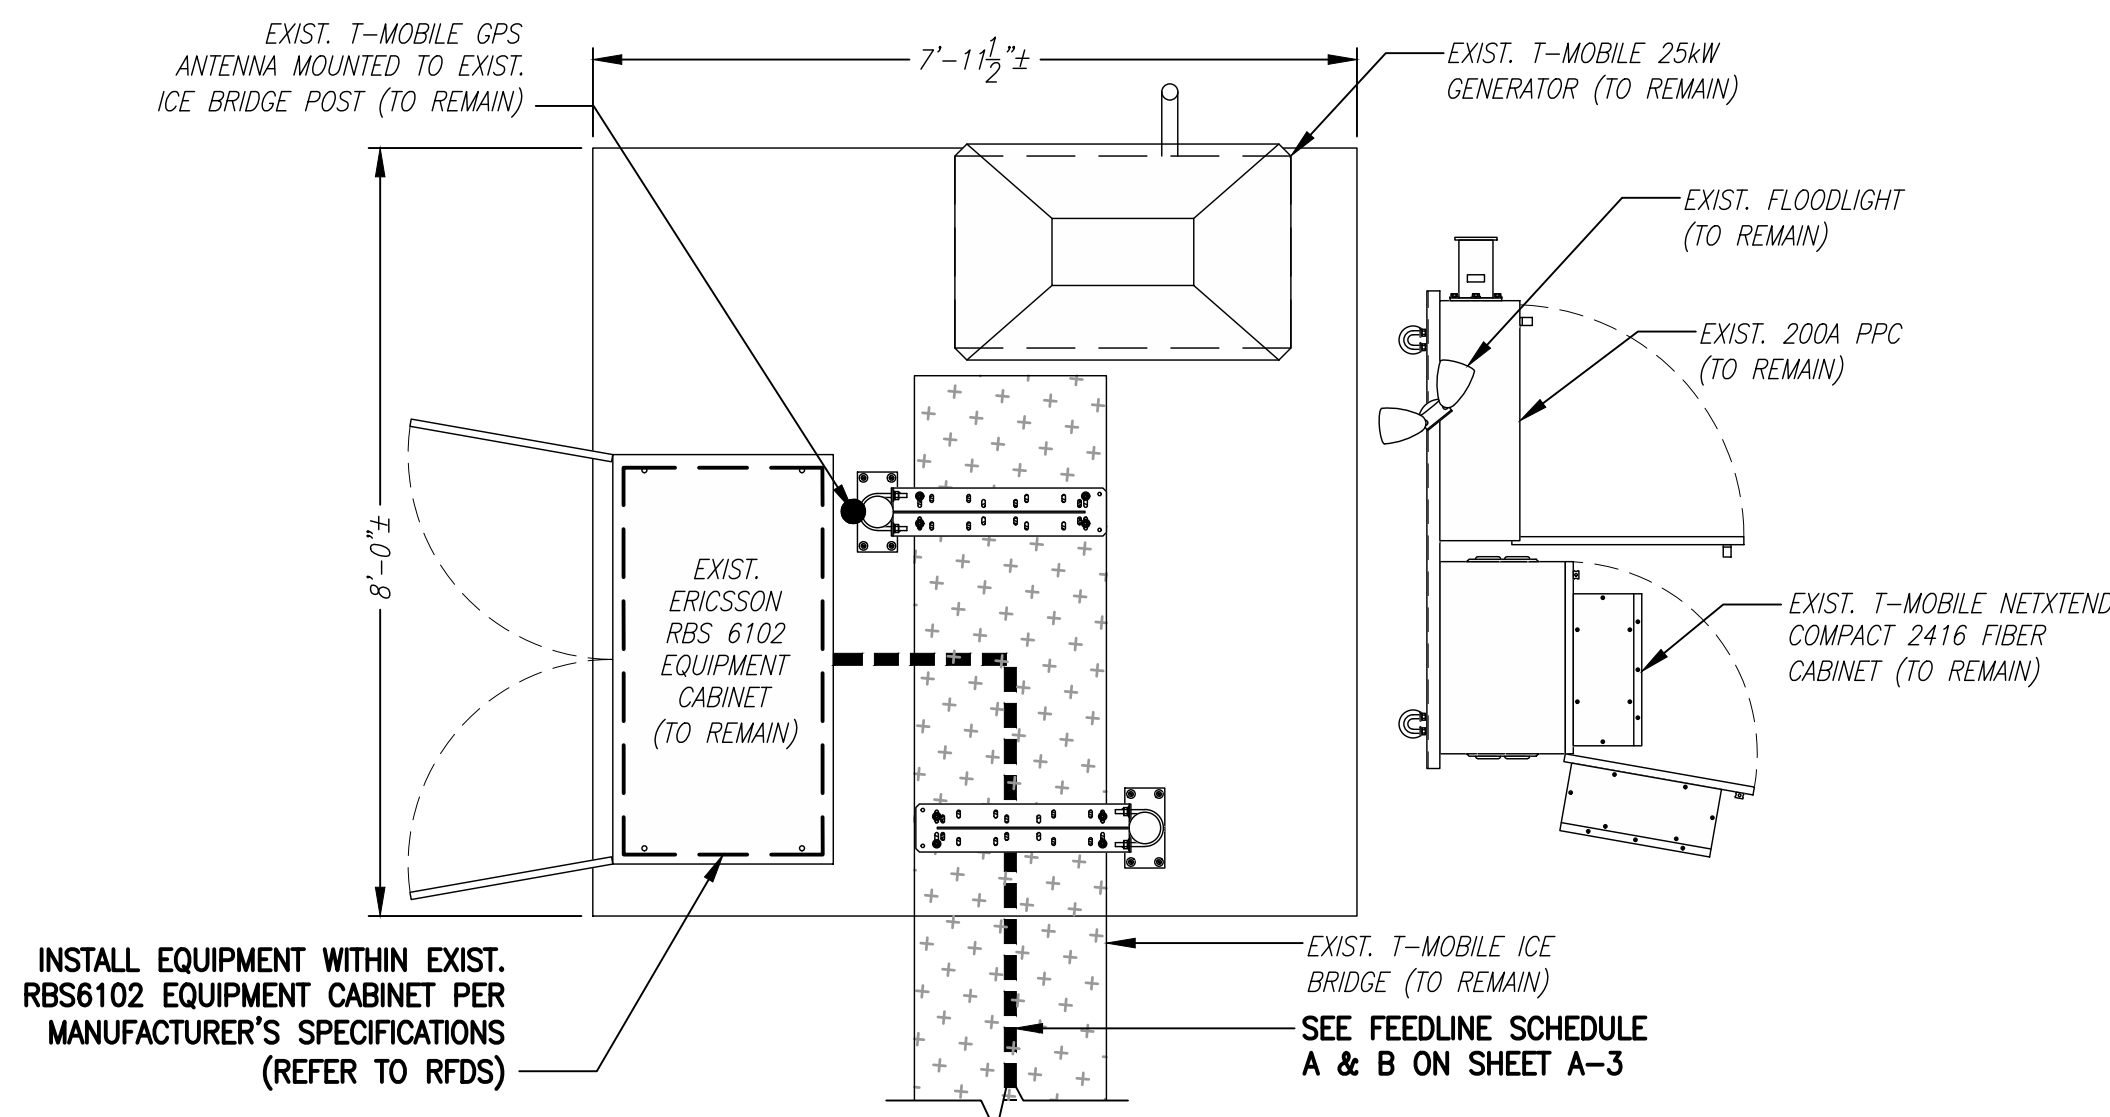 EXIST. T-MOBILE GPS
ANTENNA MOUNTED TO EXIST.
ICE BRIDGE POST (TO REMAIN)
7'-11 1/2"±
EXIST. T-MOBILE 25kW
GENERATOR (TO REMAIN)
EXIST. FLOODLIGHT
(TO REMAIN)
EXIST. 200A PPC
(TO REMAIN)
8'-0"±
EXIST.
ERICSSON
RBS 6102
EQUIPMENT
CABINET
(TO REMAIN)
EXIST. T-MOBILE NETXTEND
COMPACT 2416 FIBER
CABINET (TO REMAIN)
INSTALL EQUIPMENT WITHIN EXIST.
RBS6102 EQUIPMENT CABINET PER
MANUFACTURER'S SPECIFICATIONS
(REFER TO RFDS)
EXIST. T-MOBILE ICE
BRIDGE (TO REMAIN)
SEE FEEDLINE SCHEDULE
A & B ON SHEET A-3